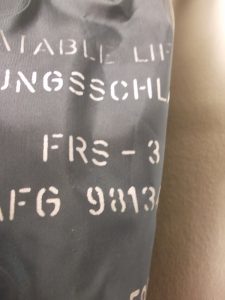 ATABLE LIF
UNGSSCHL
FRS - 3
AFG 9813